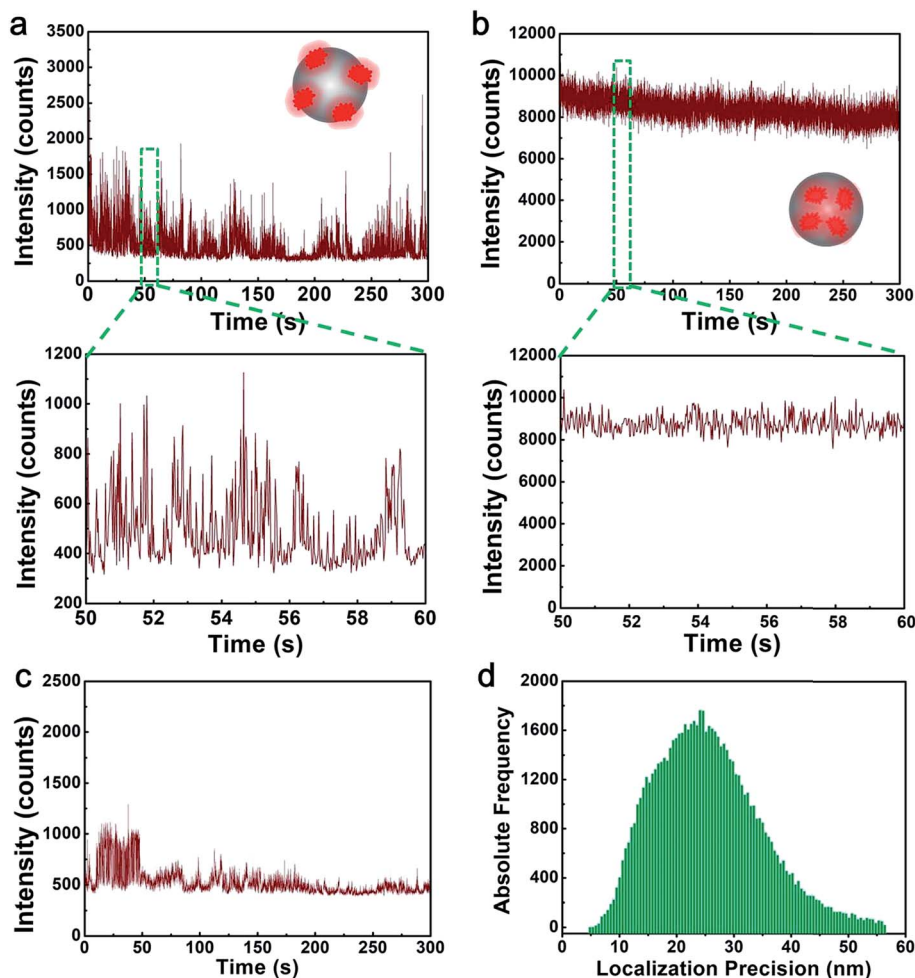 a
3500
3000
2500
2000
1500
1000
500
0
Intensity (counts)
0 50 100 150 200 250 300
Time (s)
b
12000
10000
8000
6000
4000
2000
0
Intensity (counts)
0 50 100 150 200 250 300
Time (s)
1200
1000
800
600
400
200
Intensity (counts)
50 52 54 56 58 60
Time (s)
12000
10000
8000
6000
4000
2000
0
Intensity (counts)
50 52 54 56 58 60
Time (s)
c
2500
2000
1500
1000
500
0
Intensity (counts)
0 50 100 150 200 250 300
Time (s)
d
2000
1600
1200
800
400
0
Absolute Frequency
0 10 20 30 40 50 60
Localization Precision (nm)